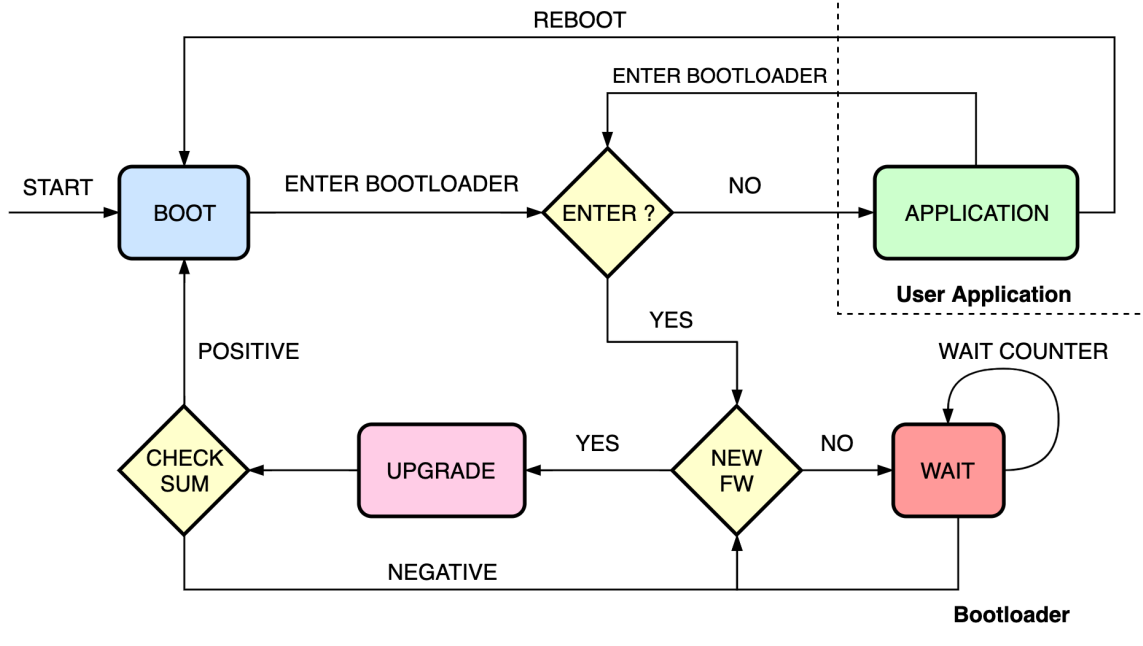 REBOOT
ENTER BOOTLOADER
START
BOOT
ENTER BOOTLOADER
ENTER ?
NO
APPLICATION
User Application
YES
POSITIVE
WAIT COUNTER
CHECK
SUM
UPGRADE
YES
NEW
FW
NO
WAIT
NEGATIVE
Bootloader